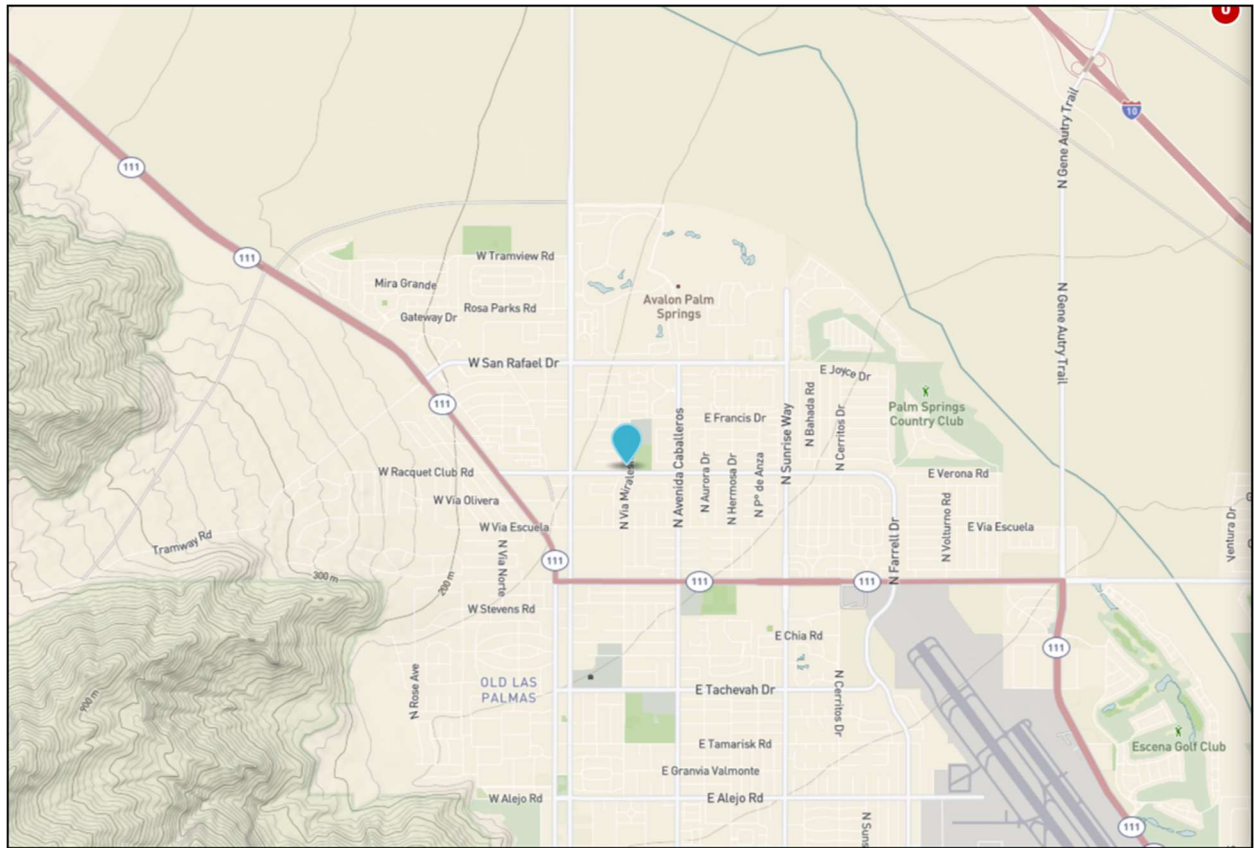 10
N Gene Autry Trail
111
111
W Tramview Rd
Mira Grande
Rosa Parks Rd
Gateway Dr
Avalon Palm
Springs
N Gene Autry Trail
W San Rafael Dr
E Joyce Dr
111
Palm Springs
Country Club
E Francis Dr
N Bahada Rd
N Cerritos Dr
N Sunrise Way
N Avenida Caballeros
W Racquet Club Rd
E Verona Rd
N Via Miraleste
N Aurora Dr
N Hermosa Dr
N Pº de Anza
W Via Olivera
W Via Escuela
N Volturno Rd
E Via Escuela
Ventura Dr
Tramway Rd
N Via Norte
N Farrell Dr
111
300 m
200 m
111
111
W Stevens Rd
E Chia Rd
111
N Rose Ave
OLD LAS
PALMAS
E Tachevah Dr
900 m
N Cerritos Dr
E Tamarisk Rd
Escena Golf Club
E Granvia Valmonte
W Alejo Rd
E Alejo Rd
111